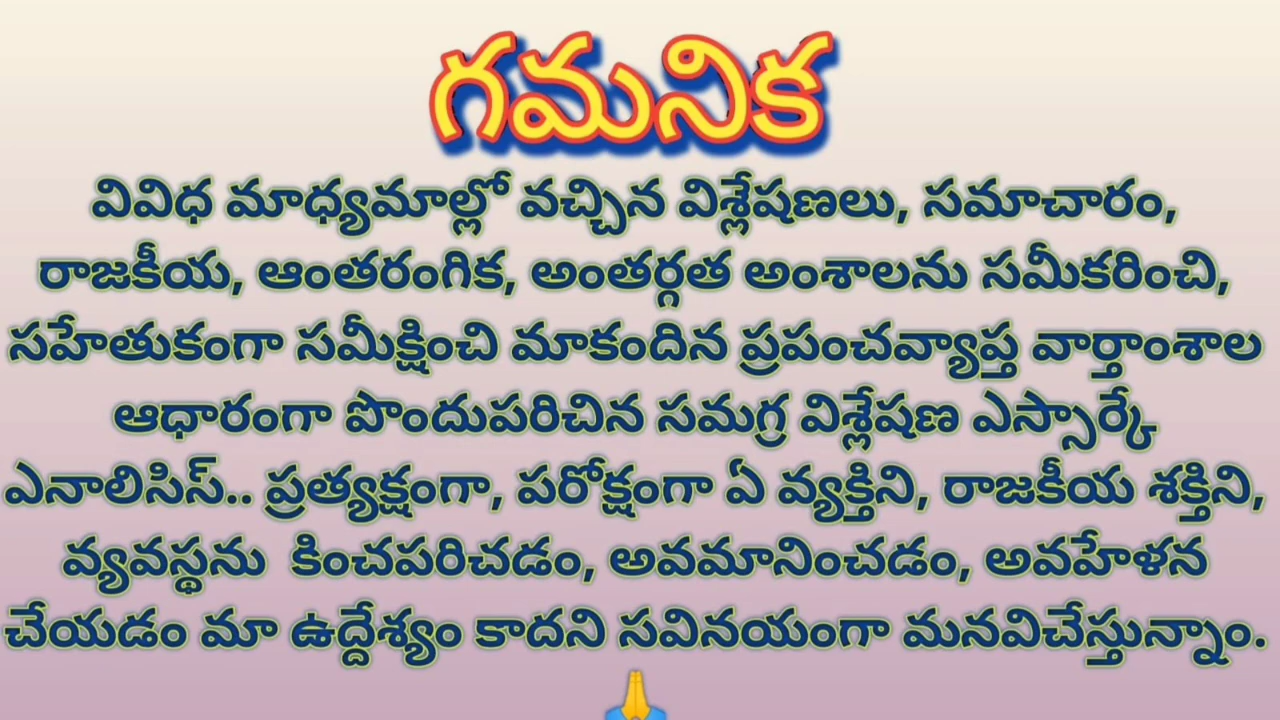 గమనిక
వివిధ మాధ్యమాల్లో వచ్చిన విశ్లేషణలు, సమాచారం,
రాజకీయ, ఆంతరంగిక, అంతర్గత అంశాలను సమీకరించి,
సహేతుకంగా సమీక్షించి మాకందిన ప్రపంచవ్యాప్త వార్తాంశాల
ఆధారంగా పొందుపరిచిన సమగ్ర విశ్లేషణ ఎస్సార్కే
ఎనాలిసిస్.. ప్రత్యక్షంగా, పరోక్షంగా ఏ వ్యక్తిని, రాజకీయ శక్తిని,
వ్యవస్థను కించపరిచడం, అవమానించడం, అవహేళన
చేయడం మా ఉద్దేశ్యం కాదని సవినయంగా మనవిచేస్తున్నాం.